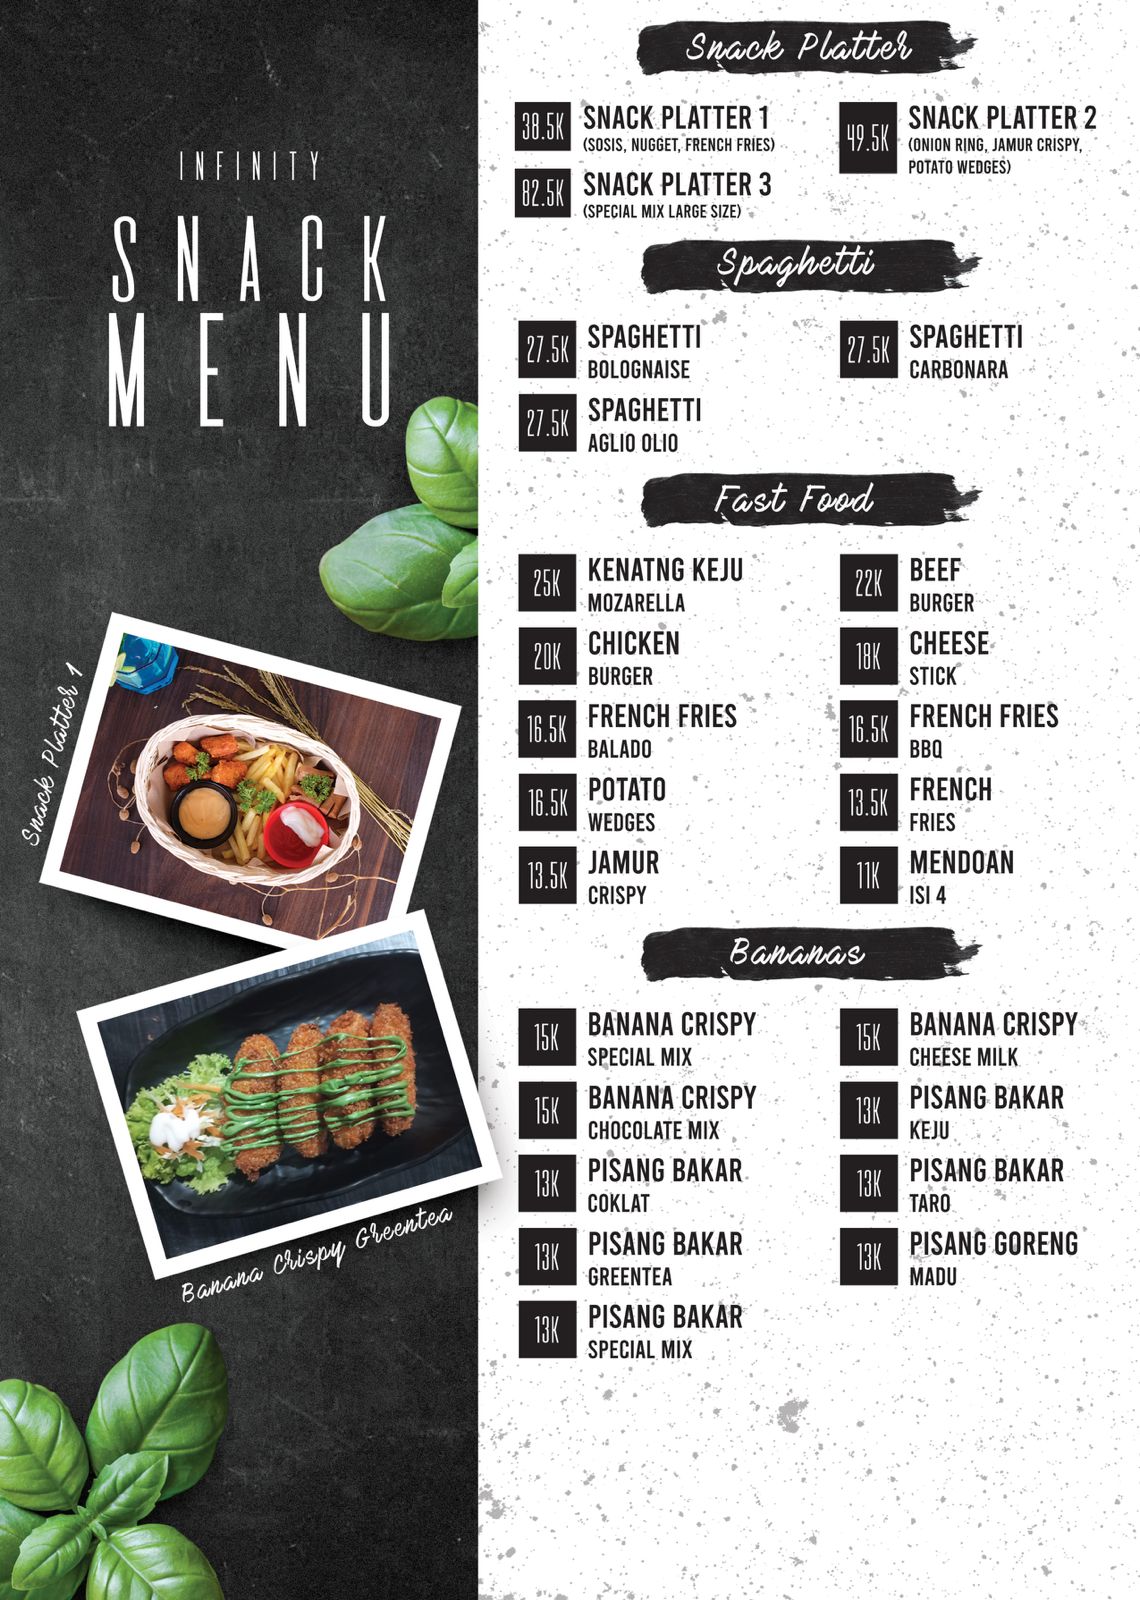 INFINITY
SNACK
MENU
Snack Platter 1
Banana Crispy Greentea
Snack Platter
38.5K
SNACK PLATTER 1
(SOSIS, NUGGET, FRENCH FRIES)
49.5K
SNACK PLATTER 2
(ONION RING, JAMUR CRISPY,
POTATO WEDGES)
82.5K
SNACK PLATTER 3
(SPECIAL MIX LARGE SIZE)
Spaghetti
27.5K
SPAGHETTI
BOLOGNAISE
27.5K
SPAGHETTI
CARBONARA
27.5K
SPAGHETTI
AGLIO OLIO
Fast Food
25K
KENATNG KEJU
MOZARELLA
22K
BEEF
BURGER
20K
CHICKEN
BURGER
18K
CHEESE
STICK
16.5K
FRENCH FRIES
BALADO
16.5K
FRENCH FRIES
BBQ
16.5K
POTATO
WEDGES
13.5K
FRENCH
FRIES
13.5K
JAMUR
CRISPY
11K
MENDOAN
ISI 4
Bananas
15K
BANANA CRISPY
SPECIAL MIX
15K
BANANA CRISPY
CHEESE MILK
15K
BANANA CRISPY
CHOCOLATE MIX
13K
PISANG BAKAR
KEJU
13K
PISANG BAKAR
COKLAT
13K
PISANG BAKAR
TARO
13K
PISANG BAKAR
GREENTEA
13K
PISANG GORENG
MADU
13K
PISANG BAKAR
SPECIAL MIX